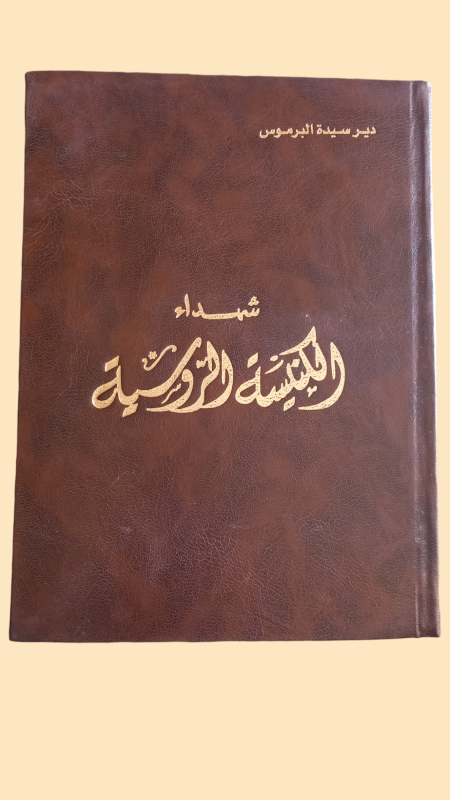 دير سيدة البرموس
شهداء
الكنيسة الروسية